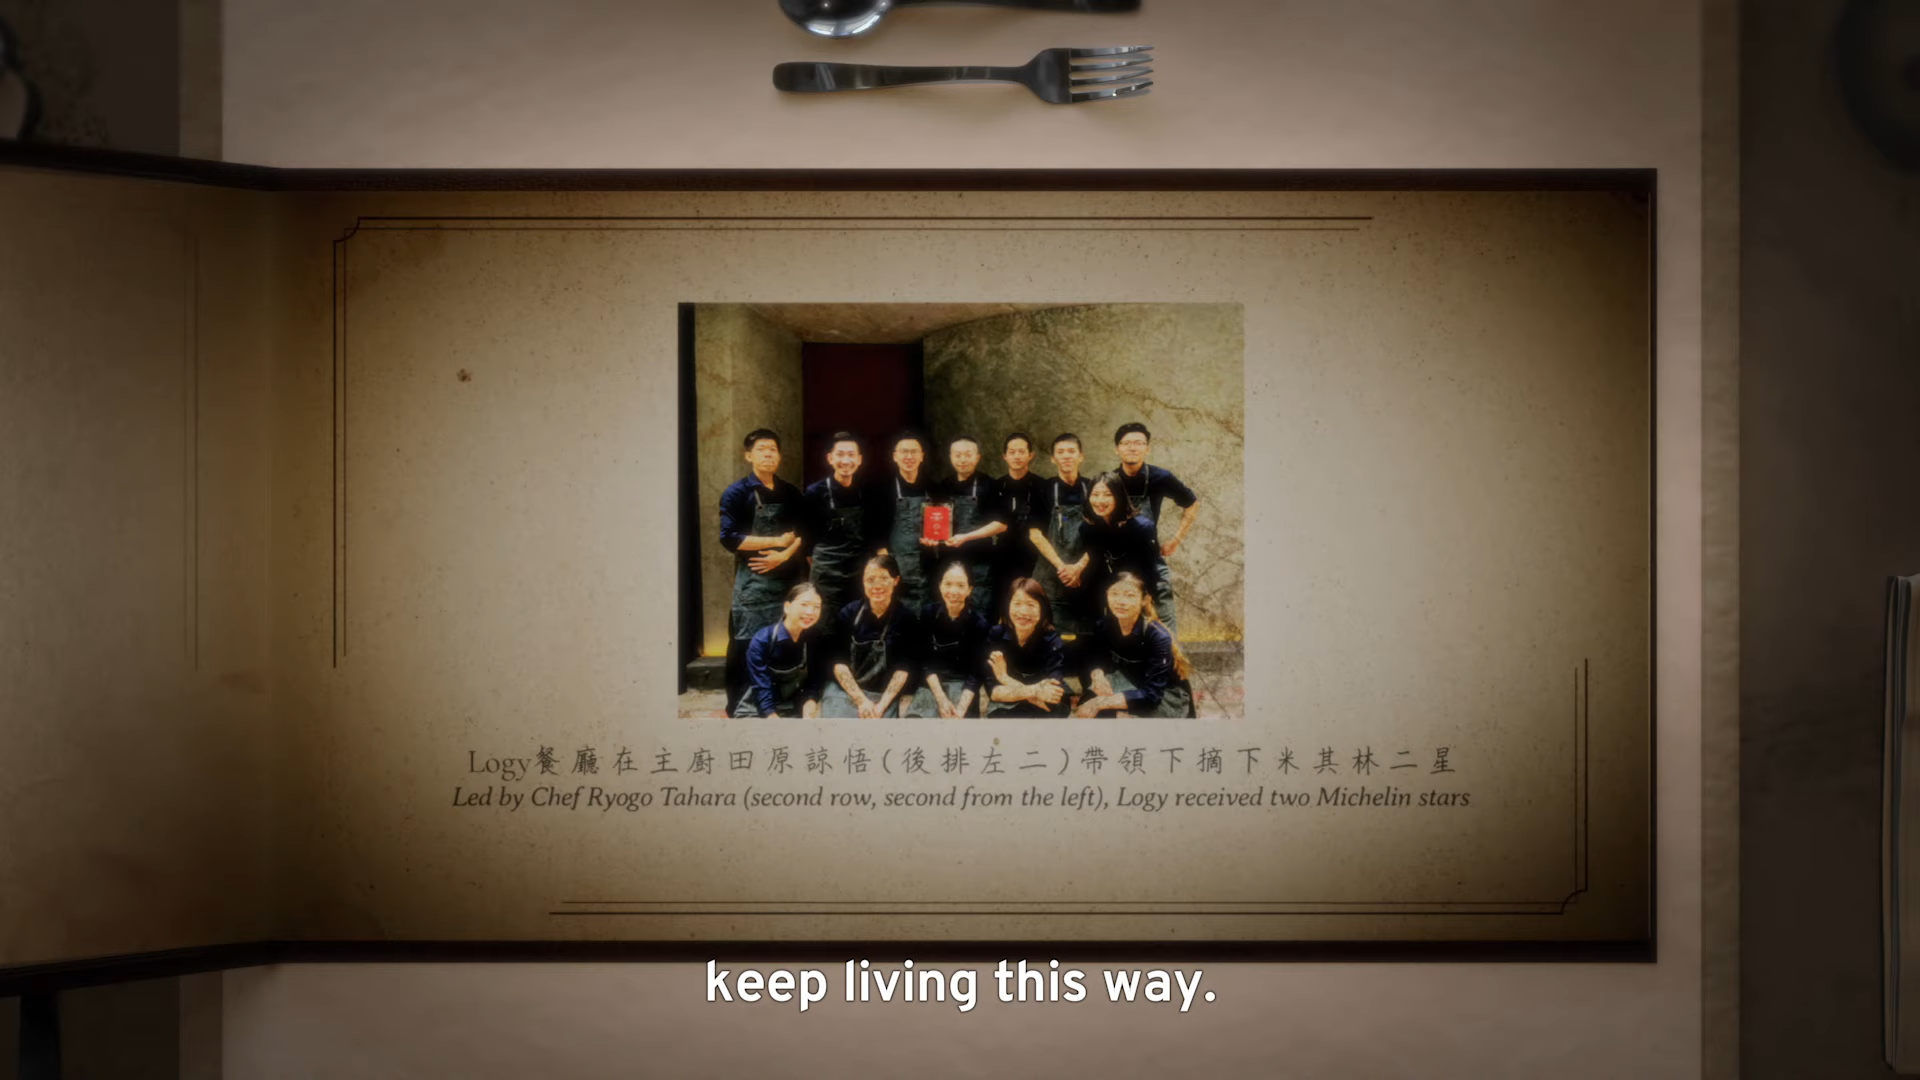 Logy餐廳在主廚田原諒悟(後排左二)帶領下摘下米其林二星
Led by Chef Ryogo Tahara (second row, second from the left), Logy received two Michelin stars
keep living this way.